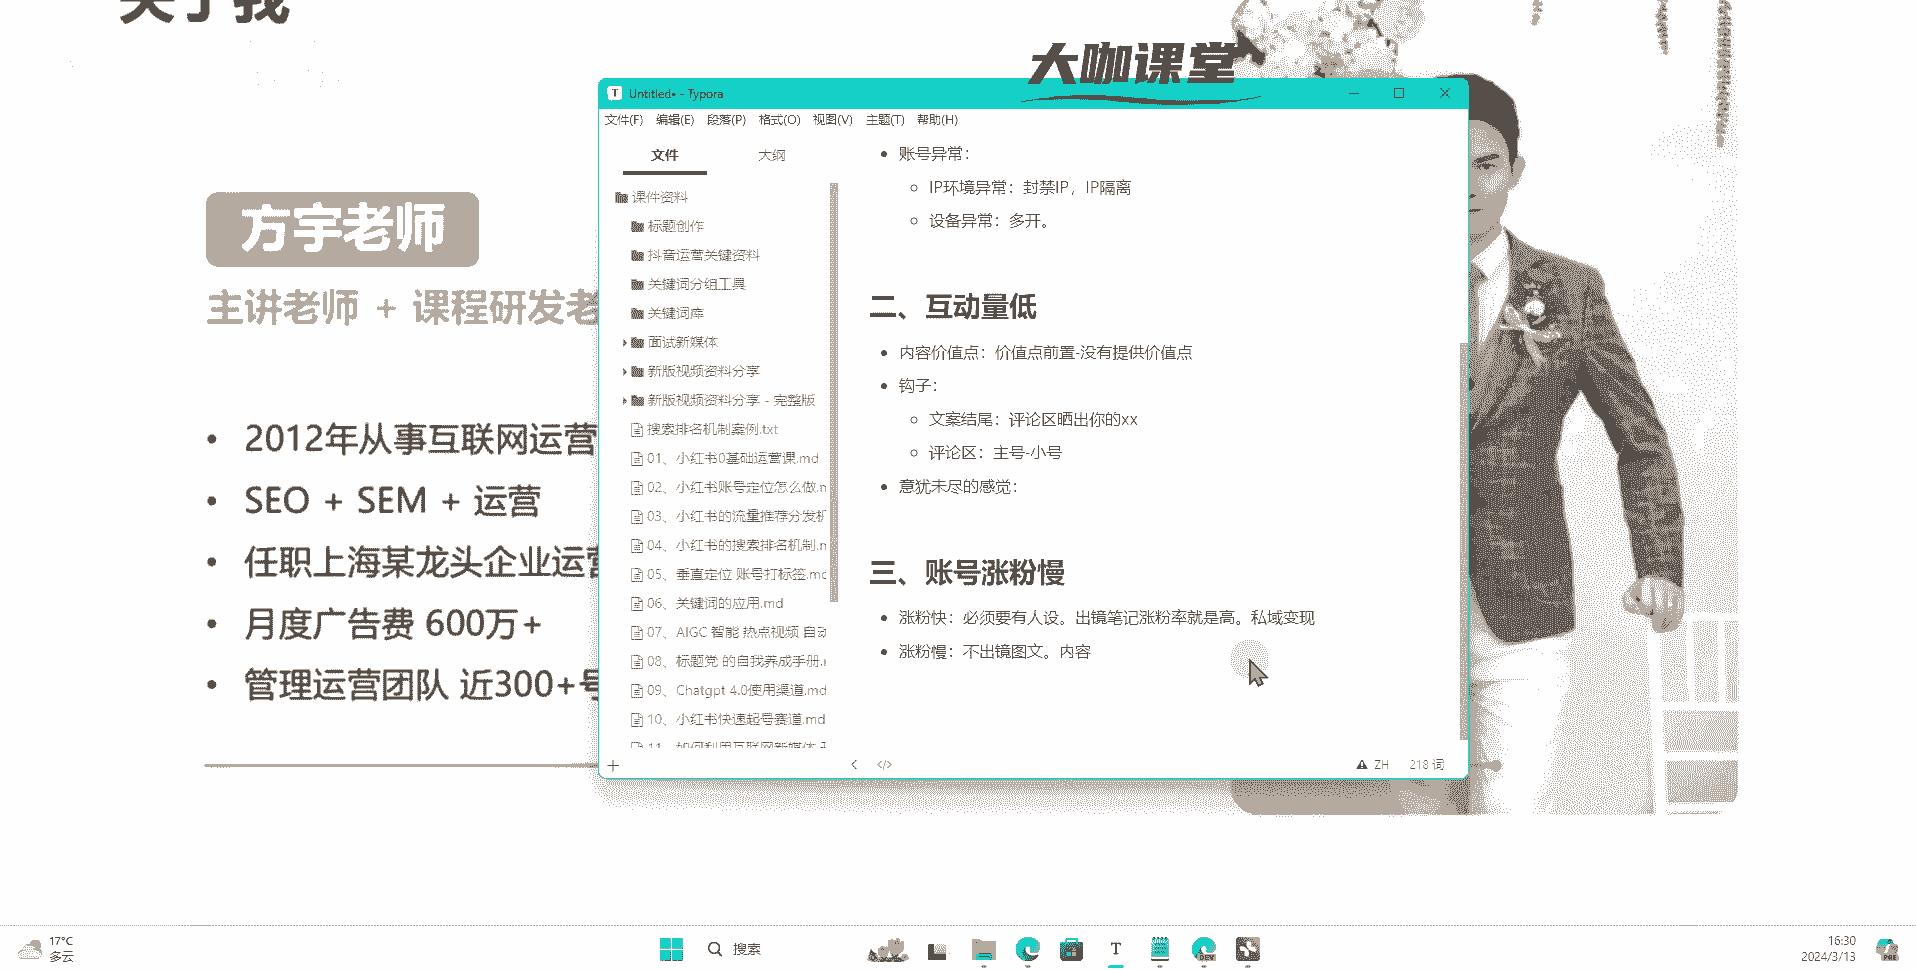 关于我
大咖课堂
方宇老师
主讲老师 + 课程研发老
2012年从事互联网运营
SEO + SEM + 运营
任职上海某龙头企业运营
月度广告费 600万+
管理运营团队 近300+号
Untitled• - Typora
文件(F) 编辑(E) 段落(P) 格式(O) 视图(V) 主题(T) 帮助(H)
文件 大纲
课件资料
标题创作
抖音运营关键资料
关键词分组工具
关键词库
面试新媒体
新版视频资料分享
新版视频资料分享 - 完整版
搜索排名机制案例.txt
01、小红书0基础运营课.md
02、小红书账号定位怎么做.n
03、小红书的流量推荐分发机
04、小红书的搜索排名机制.n
05、垂直定位 账号打标签.mc
06、关键词的应用.md
07、AIGC 智能 热点视频 自动
08、标题党 的自我养成手册.
09、Chatgpt 4.0使用渠道.md
10、小红书快速起号赛道.md
11、如何利用互联网新媒体
账号异常：
IP环境异常：封禁IP，IP隔离
设备异常：多开。
二、互动量低
内容价值点：价值点前置-没有提供价值点
钩子：
文案结尾：评论区晒出你的xx
评论区：主号-小号
意犹未尽的感觉：
三、账号涨粉慢
涨粉快：必须要有人设。出镜笔记涨粉率就是高。私域变现
涨粉慢：不出镜图文。内容
ZH 218 词
17°C
多云
搜索
T
DEV
16:30
2024/3/13
PRE